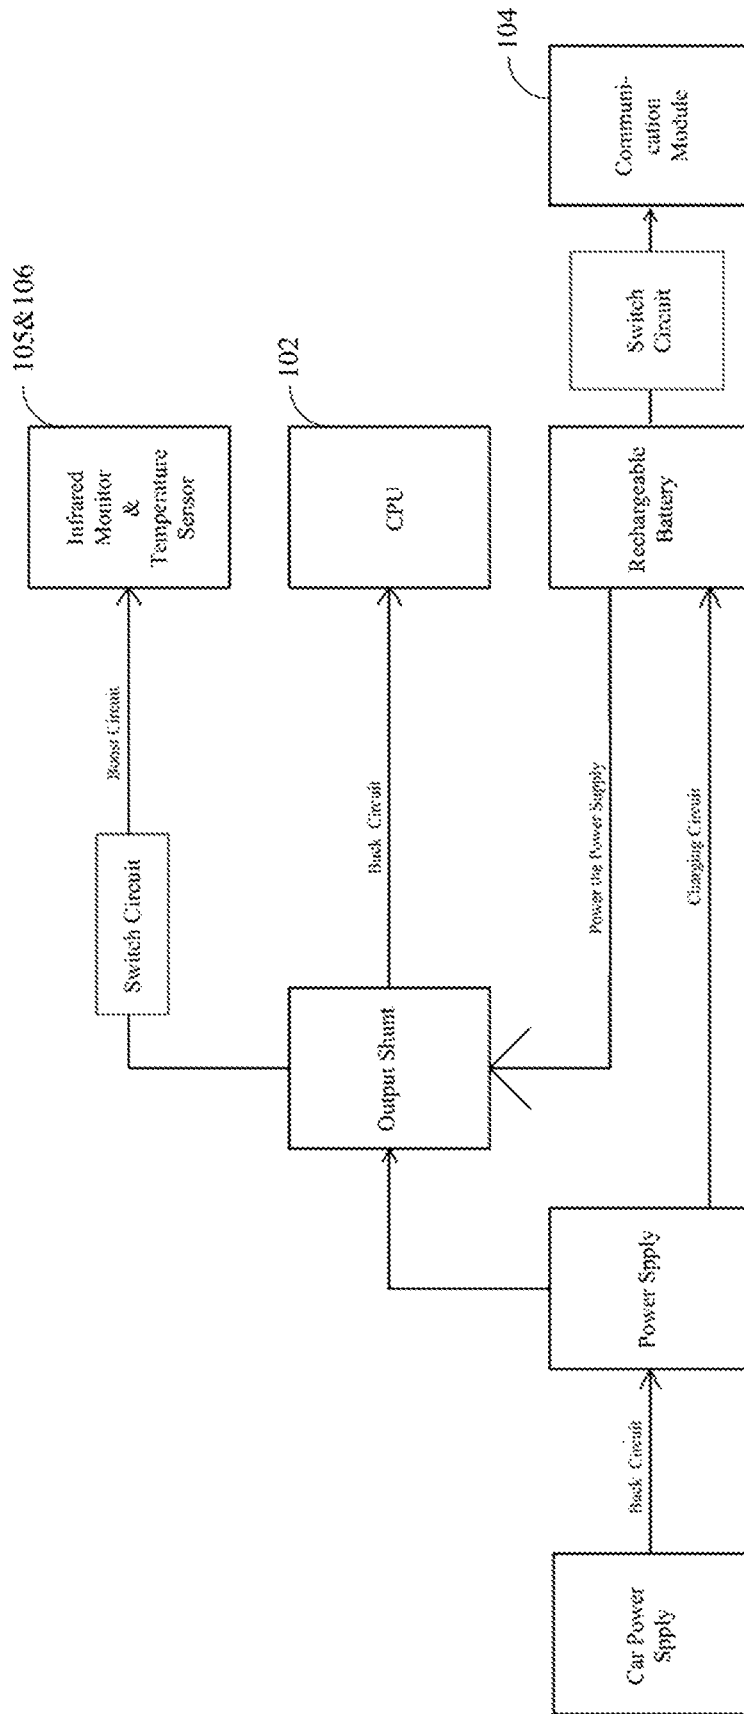 105&106
Infrared
Monitor
&
Temperature
Sensor
Boost Circuit
Switch Circuit
102
CPU
Buck Circuit
Output Shunt
104
Communi-
cation
Module
Switch
Circuit
Rechargeable
Battery
Power the Power Supply
Charging Circuit
Power Spply
Buck Circuit
Car Power
Spply